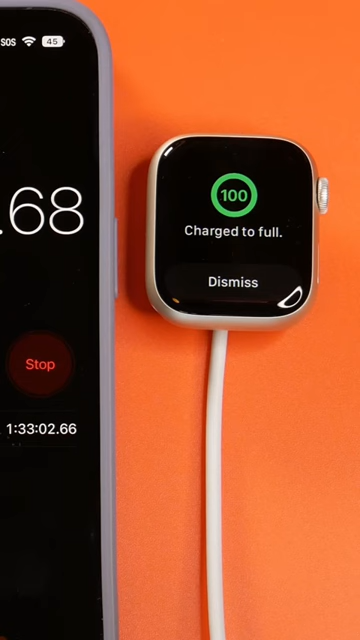 SOS 45
.68
Stop
1:33:02.66
100
Charged to full.
Dismiss